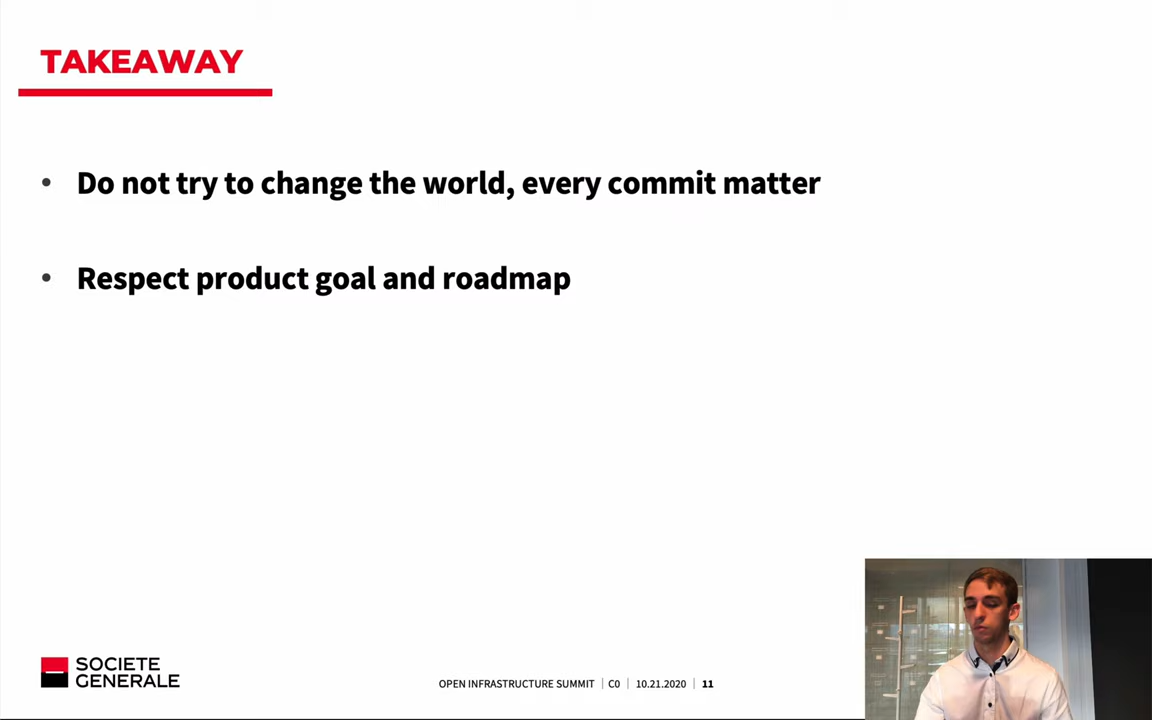 TAKEAWAY
• Do not try to change the world, every commit matter
• Respect product goal and roadmap
SOCIETE
GENERALE
OPEN INFRASTRUCTURE SUMMIT | C0 | 10.21.2020 | 11